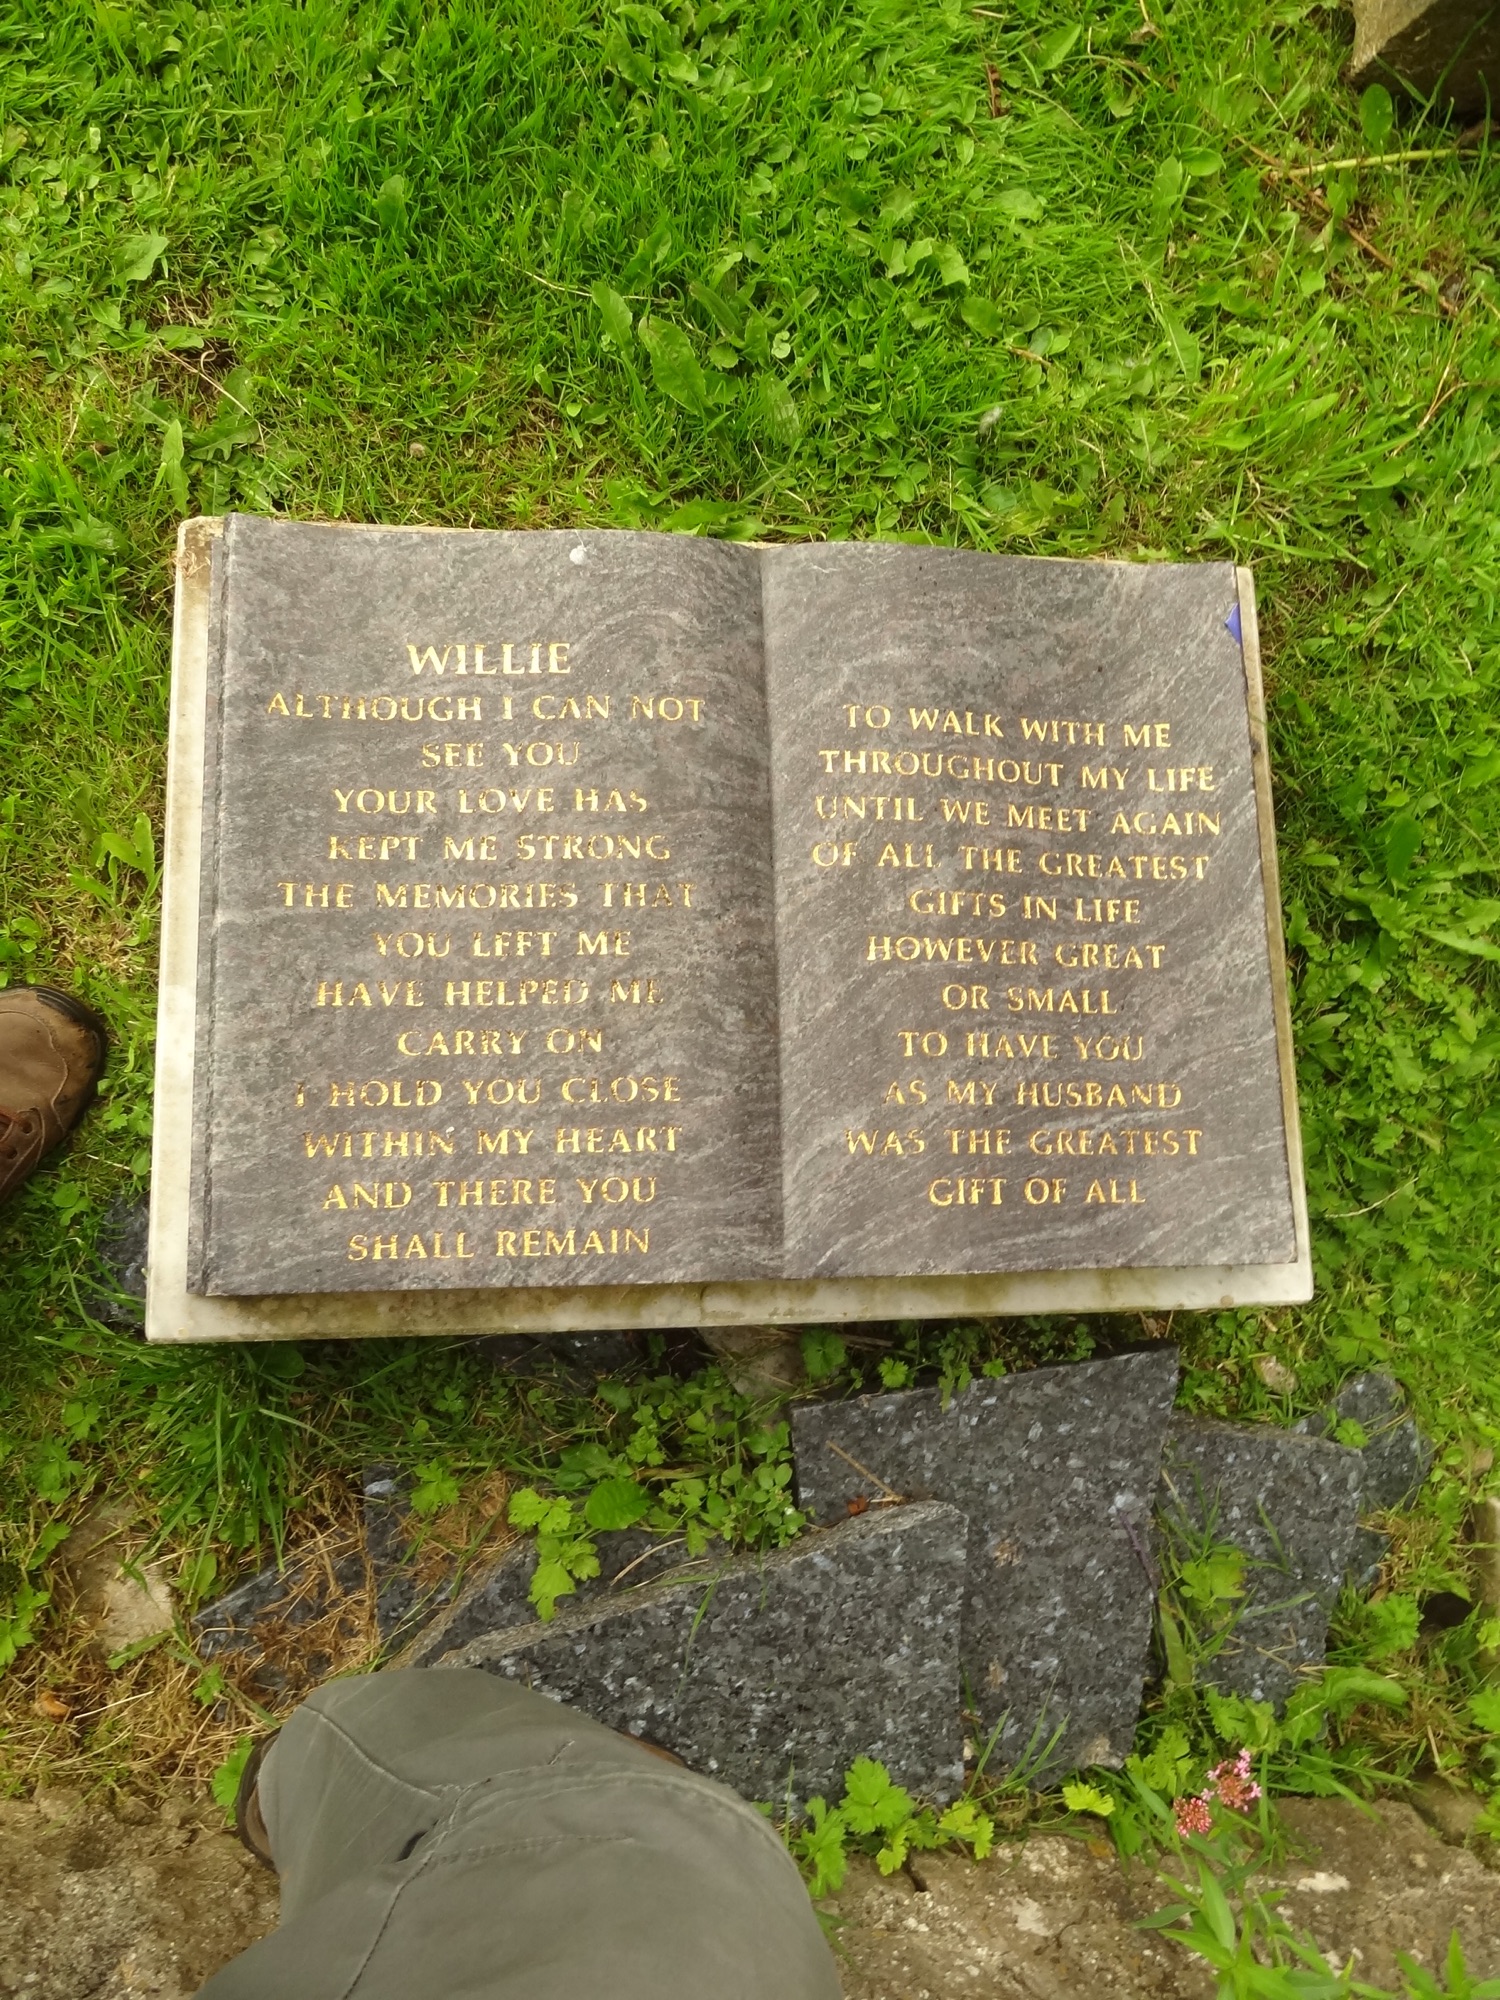 WILLIE
ALTHOUGH I CAN NOT
SEE YOU
YOUR LOVE HAS
KEPT ME STRONG
THE MEMORIES THAT
YOU LEFT ME
HAVE HELPED ME
CARRY ON
I HOLD YOU CLOSE
WITHIN MY HEART
AND THERE YOU
SHALL REMAIN
TO WALK WITH ME
THROUGHOUT MY LIFE
UNTIL WE MEET AGAIN
OF ALL THE GREATEST
GIFTS IN LIFE
HOWEVER GREAT
OR SMALL
TO HAVE YOU
AS MY HUSBAND
WAS THE GREATEST
GIFT OF ALL